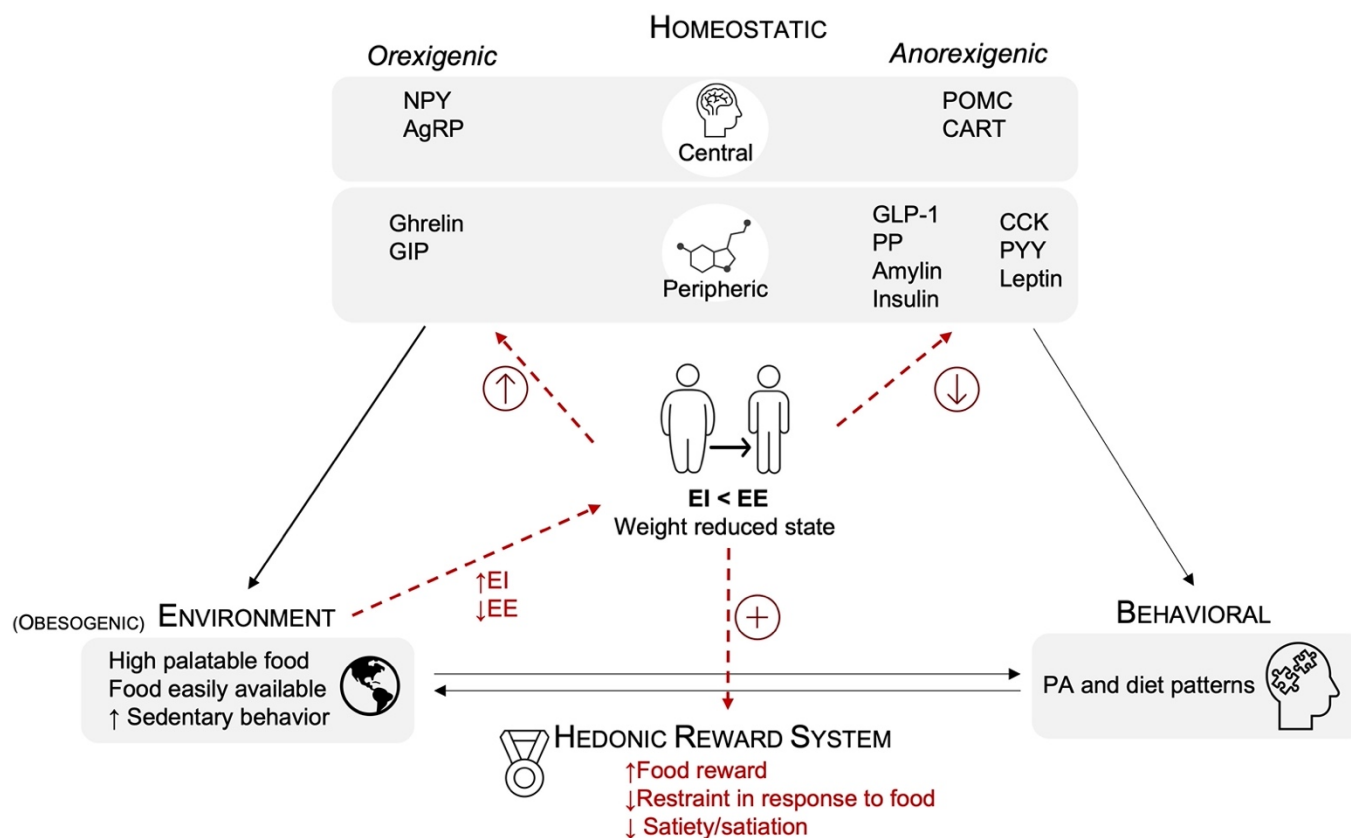 HOMEOSTATIC
Orexigenic
Anorexigenic
NPY
AgRP
Central
POMC
CART
Ghrelin
GIP
Peripheric
GLP-1
PP
Amylin
Insulin
CCK
PYY
Leptin
↑
↓
EI < EE
Weight reduced state
↑EI
↓EE
+
(OBESOGENIC) ENVIRONMENT
High palatable food
Food easily available
↑ Sedentary behavior
BEHAVIORAL
PA and diet patterns
HEDONIC REWARD SYSTEM
↑Food reward
↓Restraint in response to food
↓ Satiety/satiation